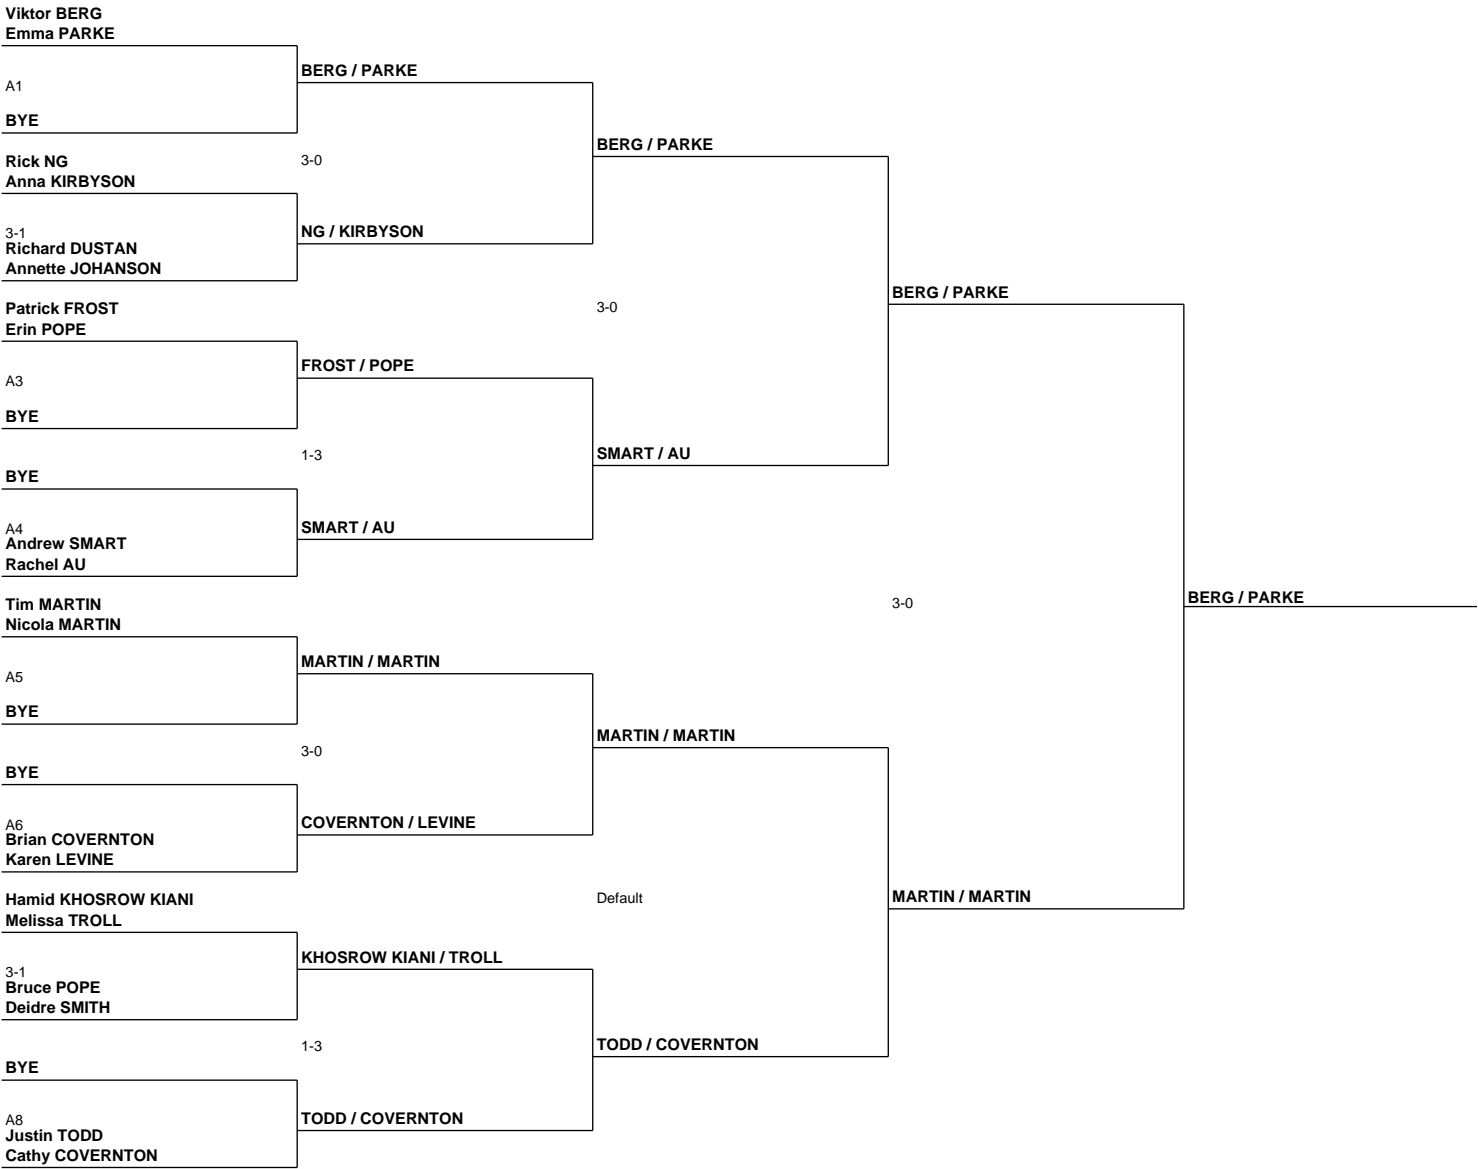 Viktor BERG
Emma PARKE
BERG / PARKE
A1
BYE
BERG / PARKE
Rick NG
3-0
Anna KIRBYSON
3-1
NG / KIRBYSON
Richard DUSTAN
Annette JOHANSON
BERG / PARKE
Patrick FROST
3-0
Erin POPE
FROST / POPE
A3
BYE
1-3
SMART / AU
BYE
A4
SMART / AU
Andrew SMART
Rachel AU
Tim MARTIN
3-0
BERG / PARKE
Nicola MARTIN
MARTIN / MARTIN
A5
BYE
MARTIN / MARTIN
3-0
BYE
A6
COVERNTON / LEVINE
Brian COVERNTON
Karen LEVINE
Hamid KHOSROW KIANI
Default
MARTIN / MARTIN
Melissa TROLL
KHOSROW KIANI / TROLL
3-1
Bruce POPE
Deidre SMITH
1-3
TODD / COVERNTON
BYE
A8
TODD / COVERNTON
Justin TODD
Cathy COVERNTON